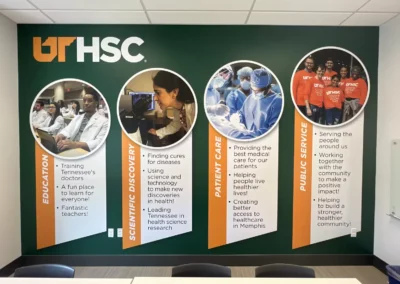 UT HSC
EDUCATION
• Training
Tennessee's
doctors
• A fun place
to learn for
everyone!
• Fantastic
teachers!
SCIENTIFIC DISCOVERY
• Finding cures
for diseases
• Using
science and
technology
to make new
discoveries
in health!
• Leading
Tennessee in
health science
research
PATIENT CARE
• Providing the
best medical
care for our
patients
• Helping
people live
healthier
lives!
• Creating
better
access to
healthcare
in Memphis
PUBLIC SERVICE
• Serving the
people
around us
• Working
together
with the
community
to make a
positive
impact!
• Helping
to build a
stronger,
healthier
community!